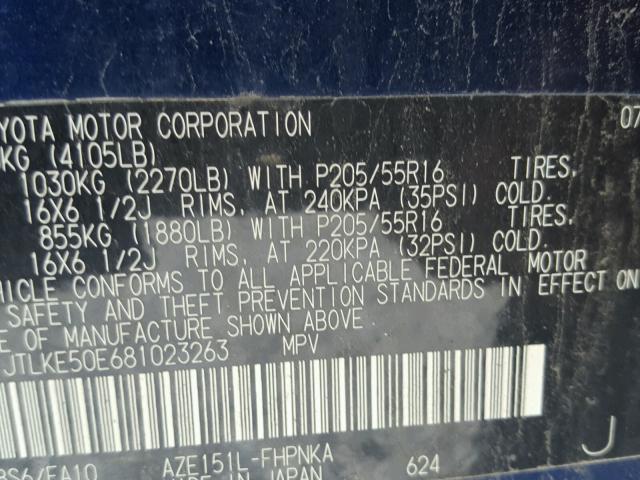 YOTA MOTOR CORPORATION 07
KG (4105LB)
1030KG (2270LB) WITH P205/55R16 TIRES,
16X6 1/2J RIMS, AT 240KPA (35PSI) COLD.
855KG (1880LB) WITH P205/55R16 TIRES,
16X6 1/2J RIMS, AT 220KPA (32PSI) COLD.
HICLE CONFORMS TO ALL APPLICABLE FEDERAL MOTOR
SAFETY AND THEFT PREVENTION STANDARDS IN EFFECT ON
E OF MANUFACTURE SHOWN ABOVE.
JTLKE50E681023263 MPV
8S6/FA10 AZE151L-FHPNKA 624 J
MADE IN JAPAN